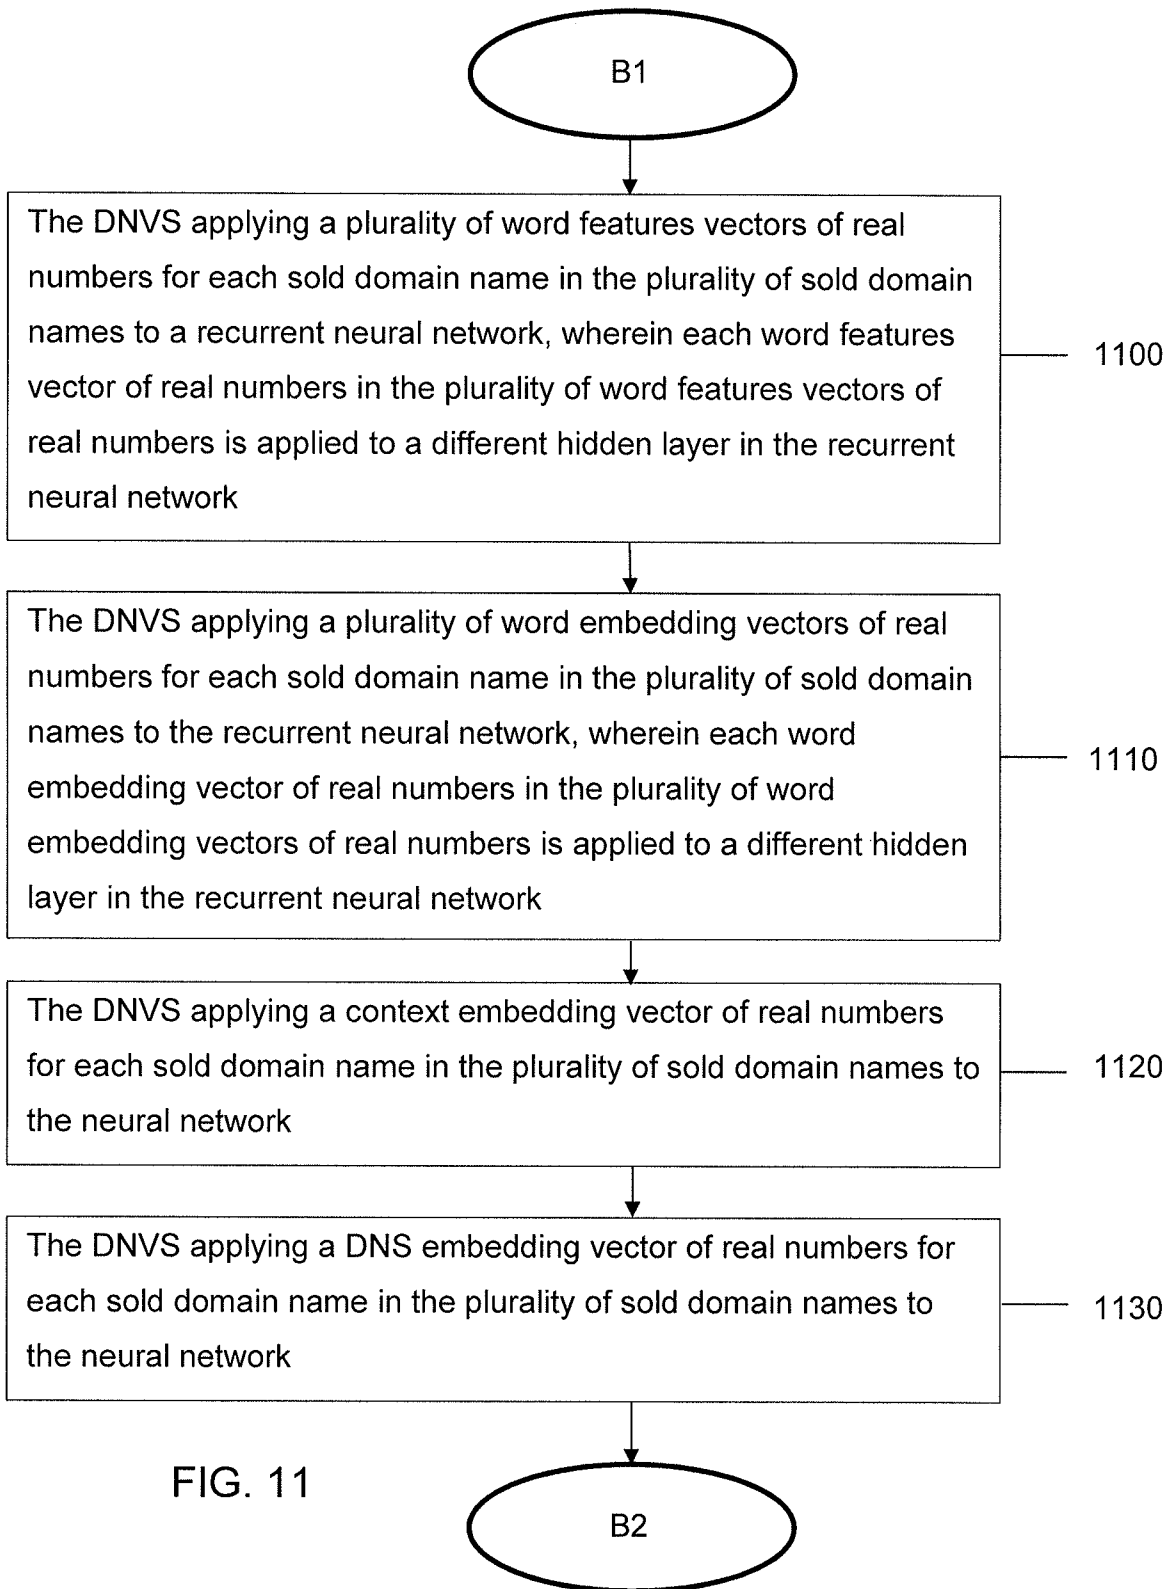 B1
The DNVS applying a plurality of word features vectors of real
numbers for each sold domain name in the plurality of sold domain
names to a recurrent neural network, wherein each word features
vector of real numbers in the plurality of word features vectors of
real numbers is applied to a different hidden layer in the recurrent
neural network
1100
The DNVS applying a plurality of word embedding vectors of real
numbers for each sold domain name in the plurality of sold domain
names to the recurrent neural network, wherein each word
embedding vector of real numbers in the plurality of word
embedding vectors of real numbers is applied to a different hidden
layer in the recurrent neural network
1110
The DNVS applying a context embedding vector of real numbers
for each sold domain name in the plurality of sold domain names to
the neural network
1120
The DNVS applying a DNS embedding vector of real numbers for
each sold domain name in the plurality of sold domain names to
the neural network
1130
FIG. 11
B2